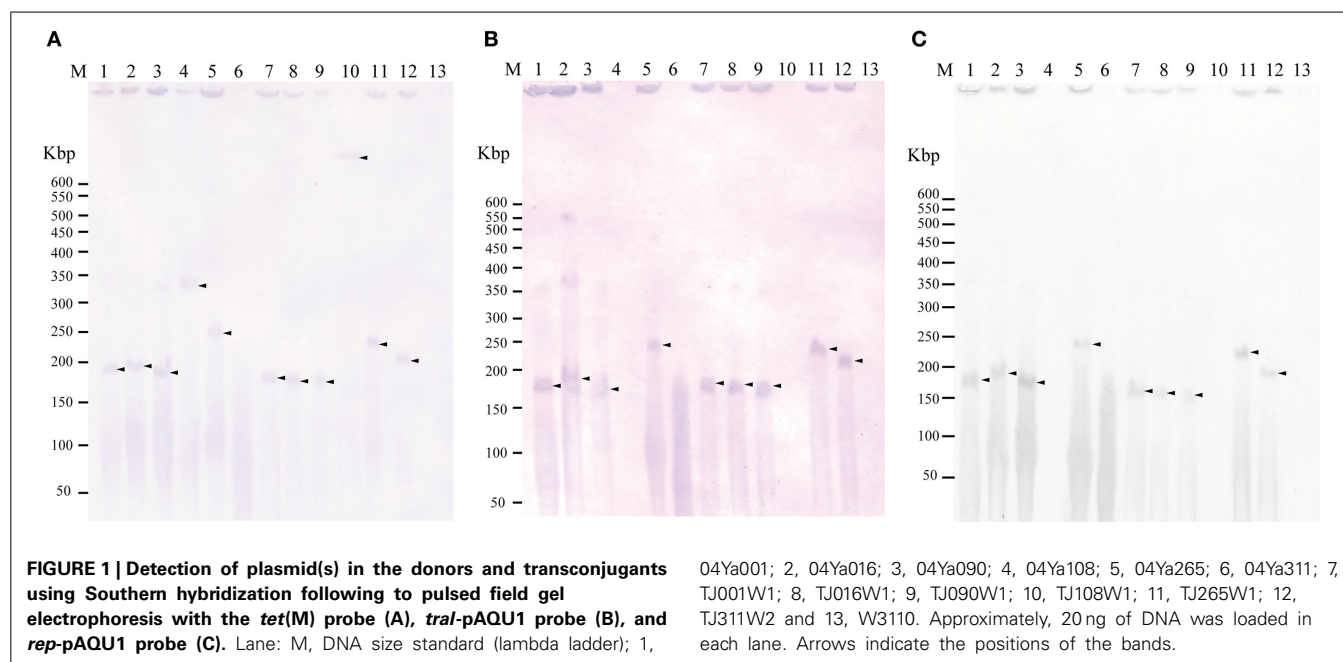 A
M 1 2 3 4 5 6 7 8 9 10 11 12 13
Kbp
600
550
500
450
400
350
300
250
200
150
100
50
B
M 1 2 3 4 5 6 7 8 9 10 11 12 13
Kbp
600
550
500
450
400
350
300
250
200
150
100
50
C
M 1 2 3 4 5 6 7 8 9 10 11 12 13
Kbp
600
550
500
450
400
350
300
250
200
150
100
50
FIGURE 1 | Detection of plasmid(s) in the donors and transconjugants
using Southern hybridization following to pulsed field gel
electrophoresis with the tet(M) probe (A), traI-pAQU1 probe (B), and
rep-pAQU1 probe (C). Lane: M, DNA size standard (lambda ladder); 1,
04Ya001; 2, 04Ya016; 3, 04Ya090; 4, 04Ya108; 5, 04Ya265; 6, 04Ya311; 7,
TJ001W1; 8, TJ016W1; 9, TJ090W1; 10, TJ108W1; 11, TJ265W1; 12,
TJ311W2 and 13, W3110. Approximately, 20 ng of DNA was loaded in
each lane. Arrows indicate the positions of the bands.